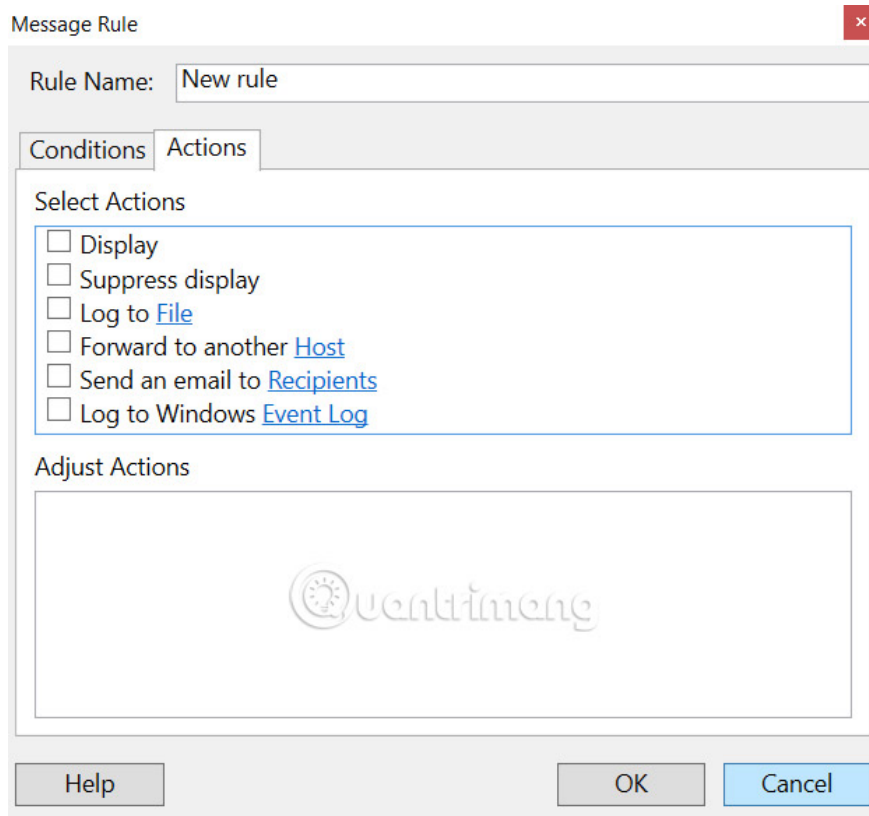 Message Rule
Rule Name: New rule
Conditions Actions
Select Actions
Display
Suppress display
Log to File
Forward to another Host
Send an email to Recipients
Log to Windows Event Log
Adjust Actions
Quantrimang
Help OK Cancel